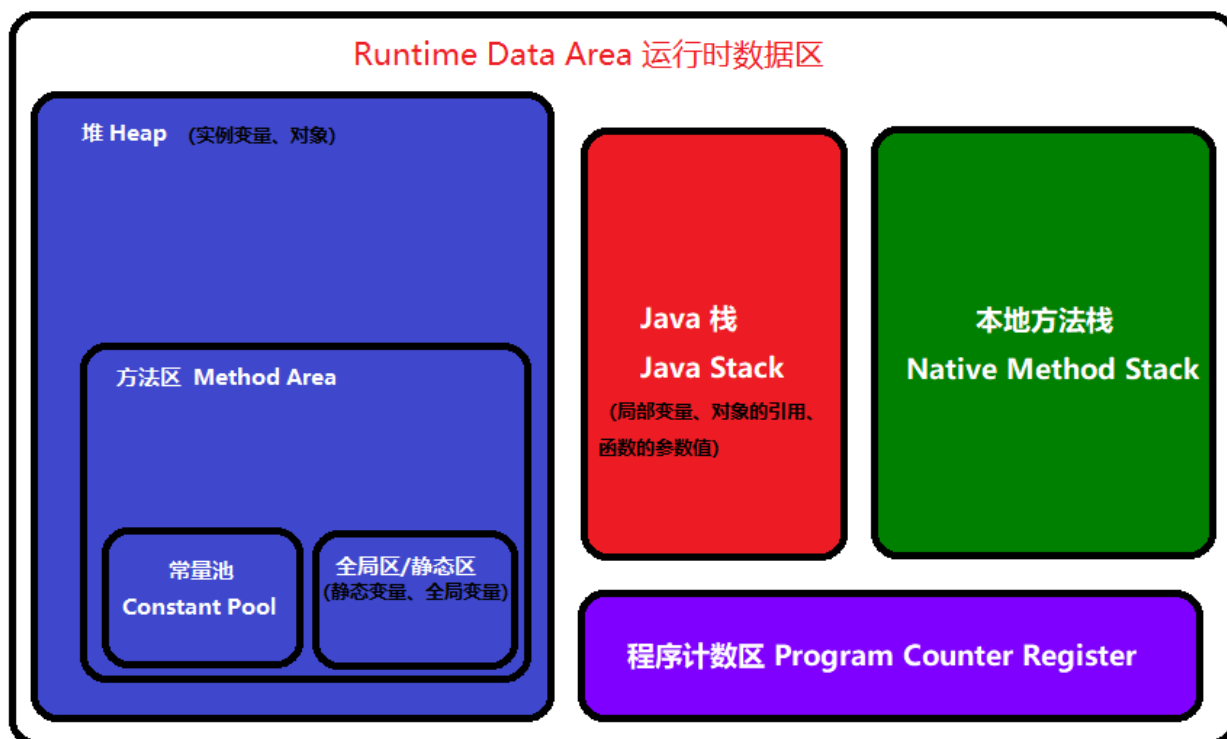 Runtime Data Area 运行时数据区
堆 Heap (实例变量、对象)
方法区 Method Area
常量池
Constant Pool
全局区/静态区
(静态变量、全局变量)
Java 栈
Java Stack
(局部变量、对象的引用、
函数的参数值)
本地方法栈
Native Method Stack
程序计数区 Program Counter Register